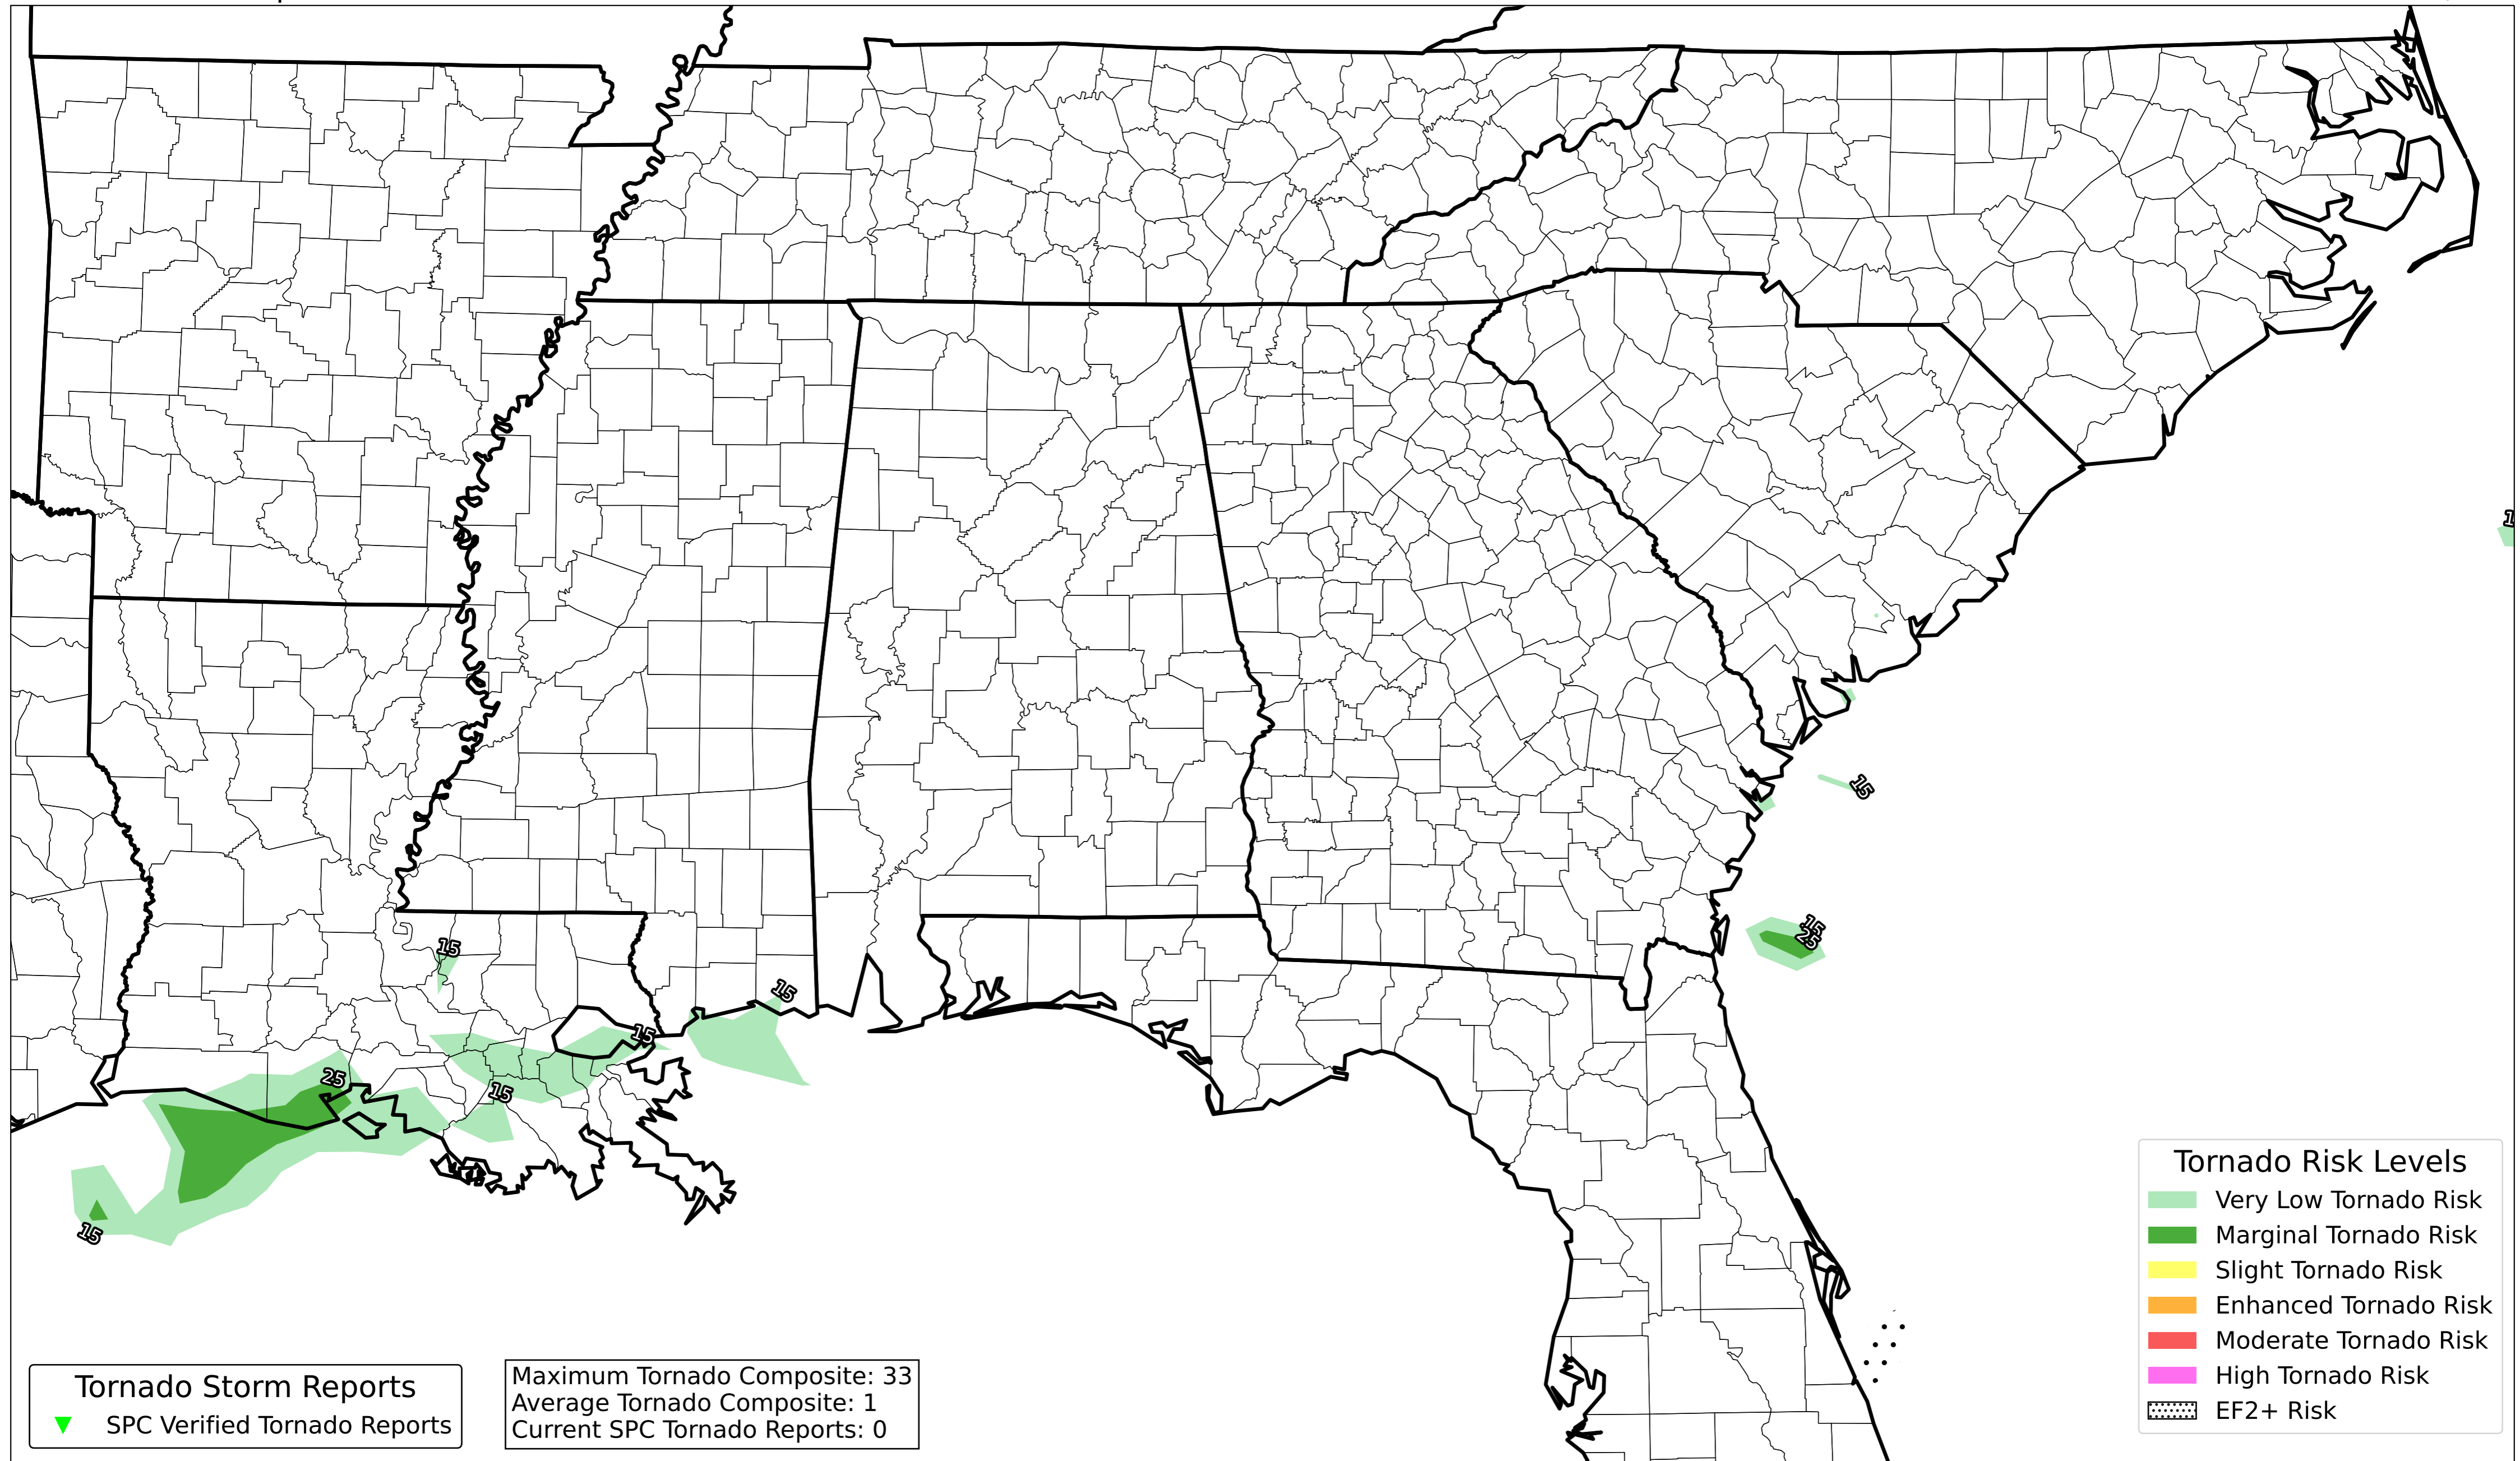 15
15
15
15
25
15
15
25
15
15
Tornado Risk Levels
Very Low Tornado Risk
Marginal Tornado Risk
Slight Tornado Risk
Enhanced Tornado Risk
Moderate Tornado Risk
High Tornado Risk
EF2+ Risk
Tornado Storm Reports
SPC Verified Tornado Reports
Maximum Tornado Composite: 33
Average Tornado Composite: 1
Current SPC Tornado Reports: 0